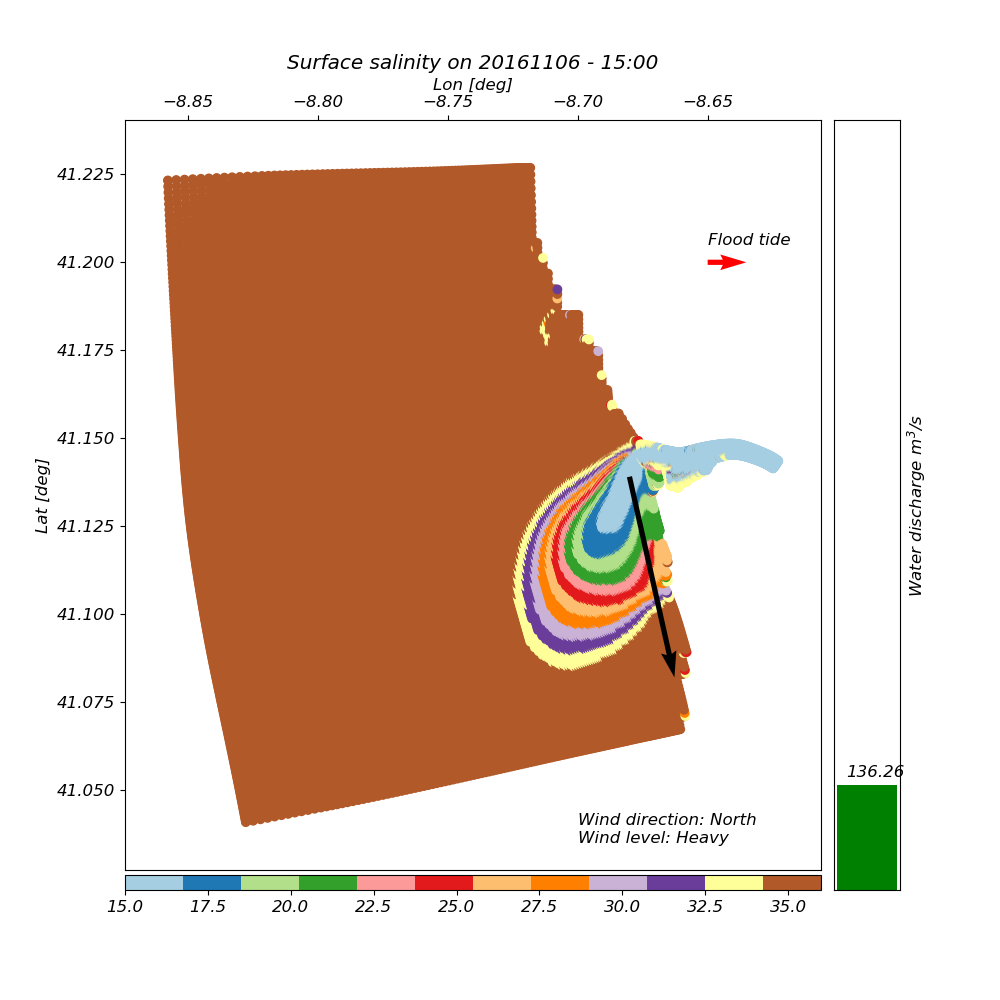 Surface salinity on 20161106 - 15:00
Lon [deg]
−8.85 −8.80 −8.75 −8.70 −8.65
41.225
41.200
41.175
41.150
41.125
41.100
41.075
41.050
Lat [deg]
Flood tide
Water discharge m³/s
136.26
Wind direction: North
Wind level: Heavy
15.0 17.5 20.0 22.5 25.0 27.5 30.0 32.5 35.0